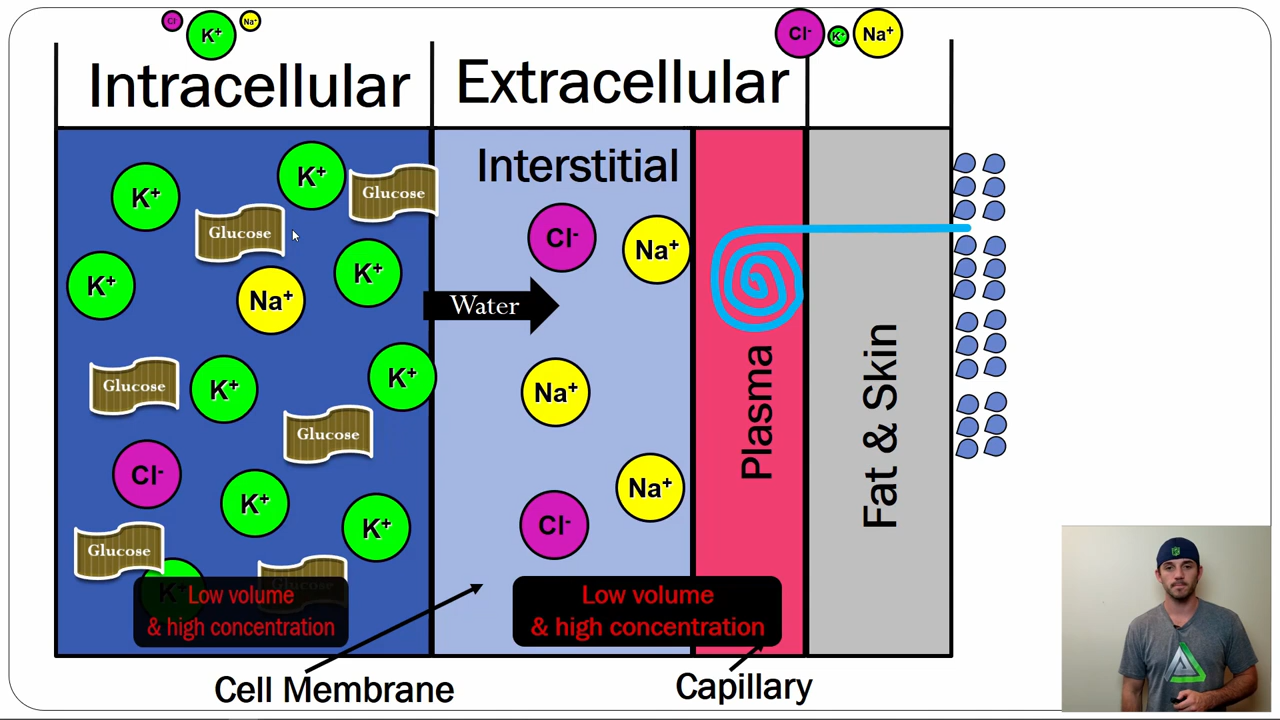 Cl-
K+
Na+
Cl-
K+
Na+
Intracellular
Extracellular
Interstitial
K+
K+
Glucose
Glucose
Cl-
Na+
K+
K+
Na+
Water
Glucose
K+
K+
Na+
Glucose
Cl-
K+
K+
Na+
Cl-
Glucose
K+
Glucose
Plasma
Fat & Skin
Low volume
& high concentration
Low volume
& high concentration
Cell Membrane
Capillary